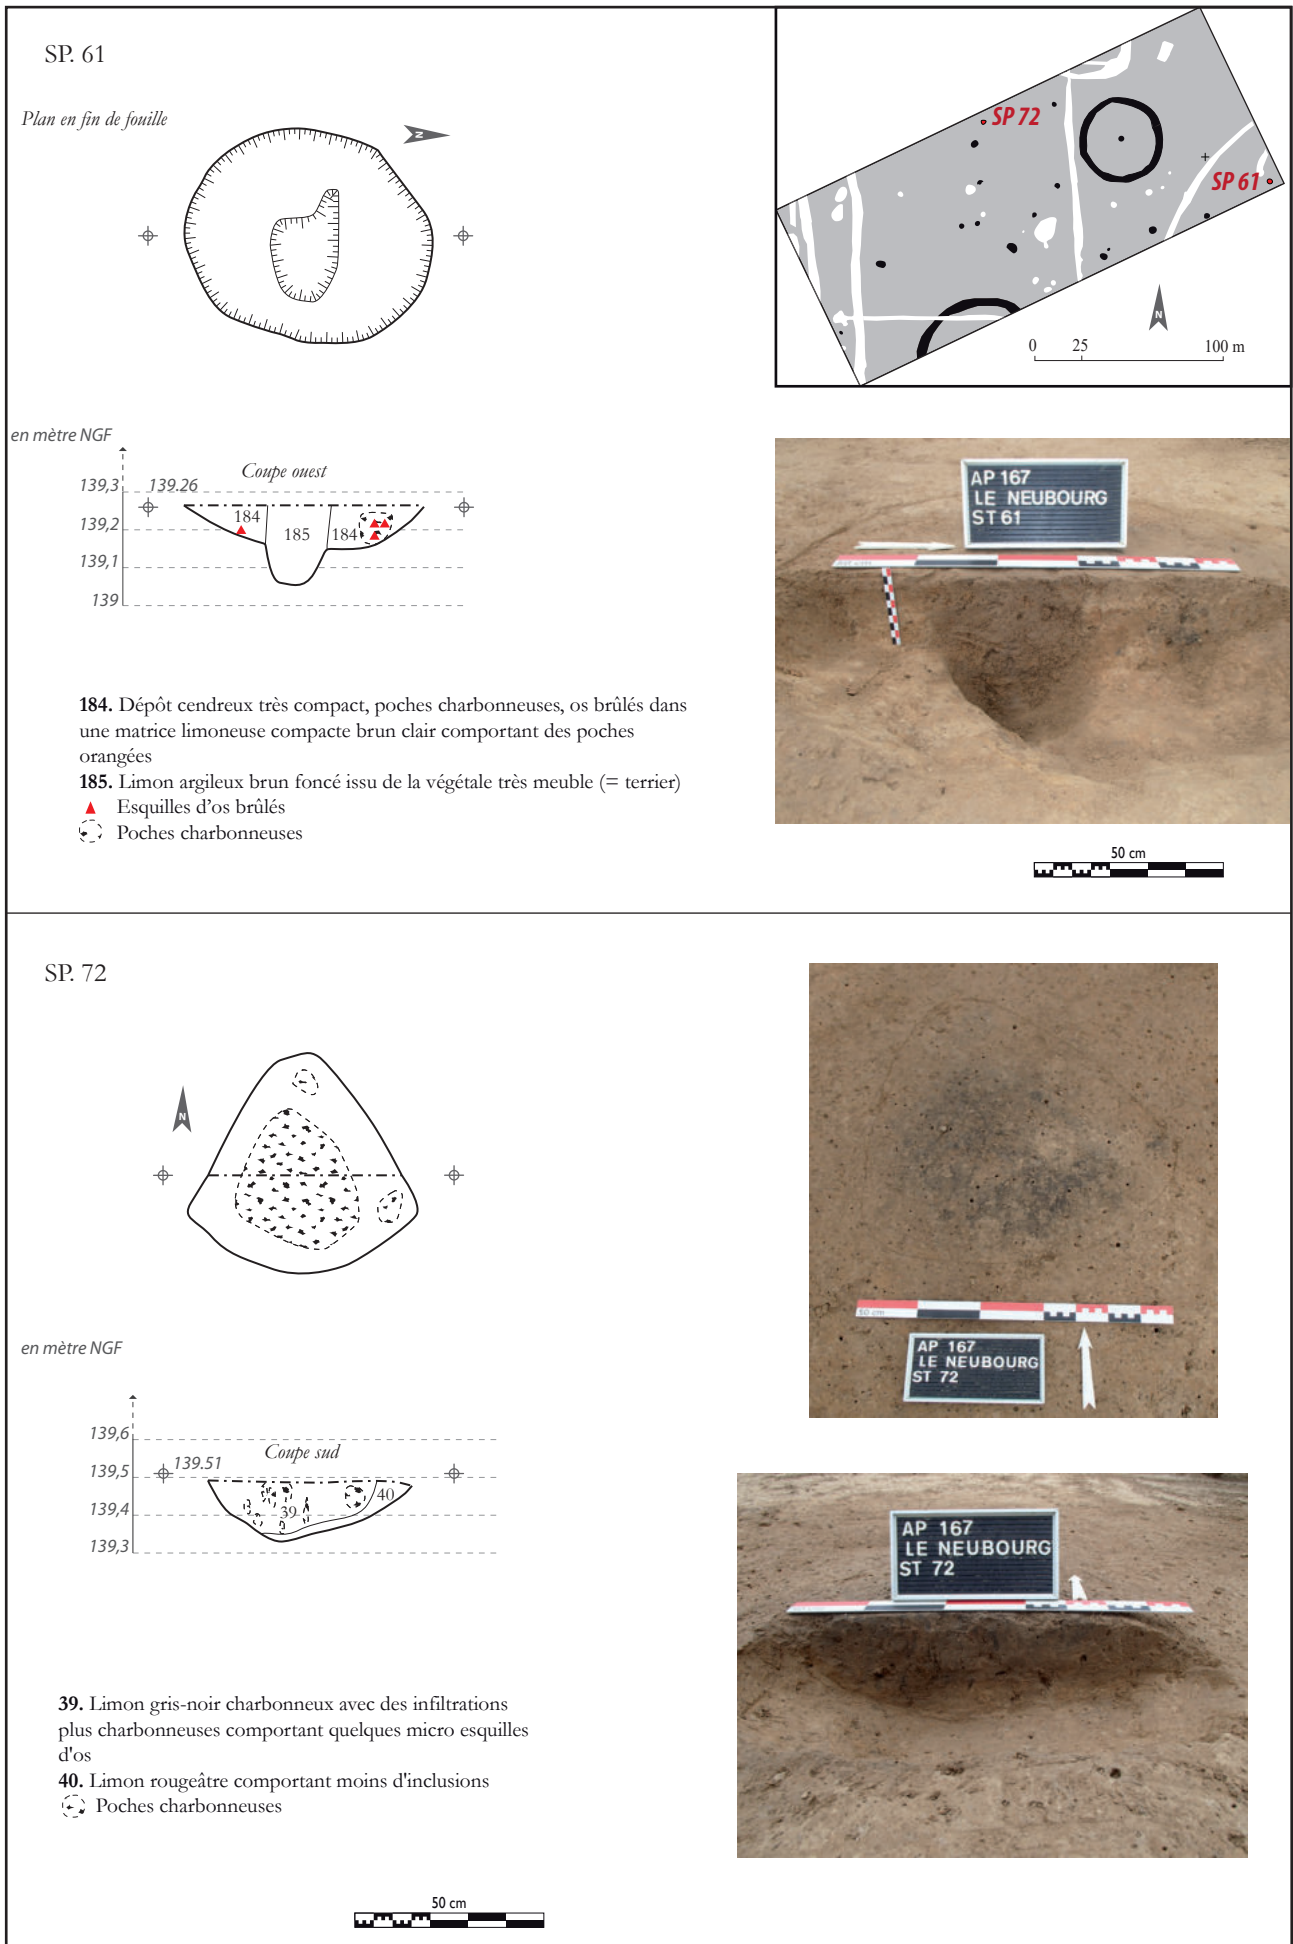 SP. 61
Plan en fin de fouille
N
SP 72
SP 61
N
0 25 100 m
en mètre NGF
Coupe ouest
139,3
139.26
139,2
139,1
139
184
185
184
AP 167
LE NEUBOURG
ST 61
184. Dépôt cendreux très compact, poches charbonneuses, os brûlés dans
une matrice limoneuse compacte brun clair comportant des poches
orangées
185. Limon argileux brun foncé issu de la végétale très meuble (= terrier)
Esquilles d'os brûlés
Poches charbonneuses
50 cm
SP. 72
N
50 cm
AP 167
LE NEUBOURG
ST 72
en mètre NGF
139,6
Coupe sud
139,5
139.51
139,4
139,3
39
40
AP 167
LE NEUBOURG
ST 72
39. Limon gris-noir charbonneux avec des infiltrations
plus charbonneuses comportant quelques micro esquilles
d'os
40. Limon rougeâtre comportant moins d'inclusions
Poches charbonneuses
50 cm